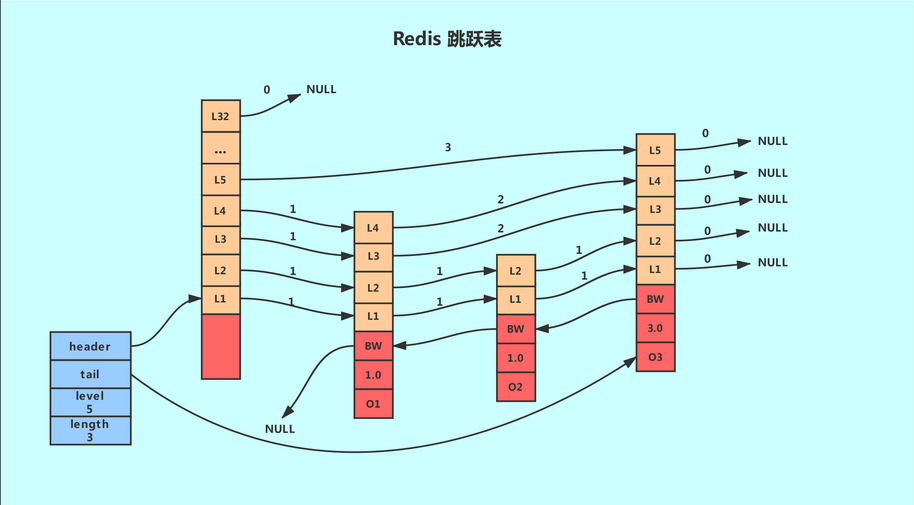 Redis 跳跃表
0
NULL
L32
...
L5
L4
L3
L2
L1
3
1
1
1
1
L4
L3
L2
L1
BW
1.0
O1
2
2
1
1
L2
L1
BW
1.0
O2
1
1
L5
L4
L3
L2
L1
BW
3.0
O3
0
NULL
0
NULL
0
NULL
0
NULL
0
NULL
header
tail
level
5
length
3
NULL